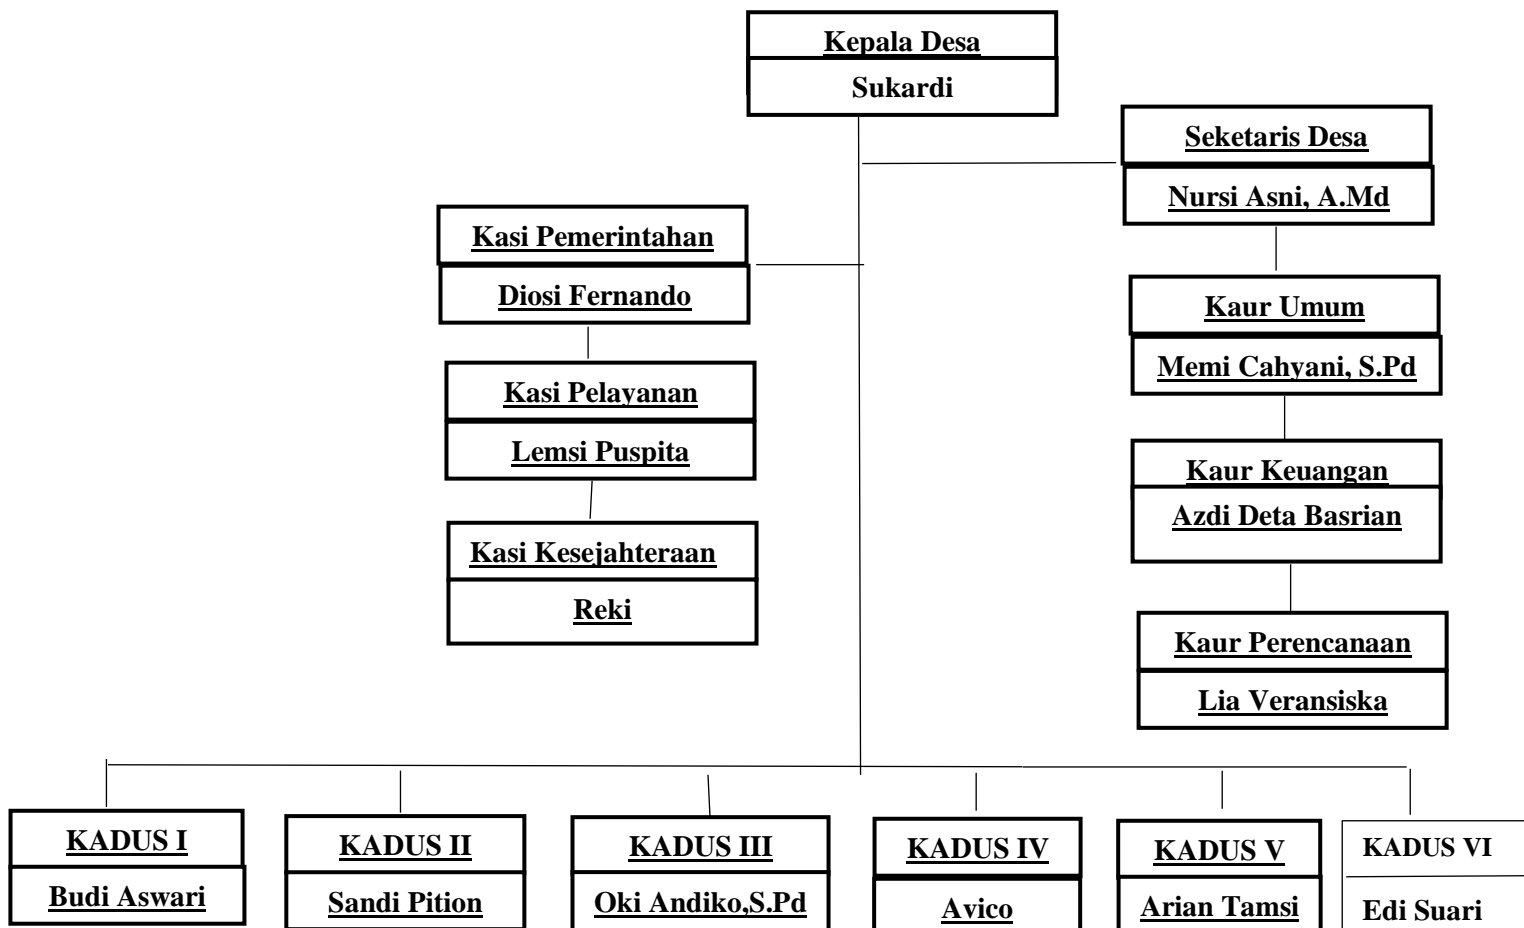 Kepala Desa
Sukardi
Seketaris Desa
Nursi Asni, A.Md
Kasi Pemerintahan
Diosi Fernando
Kaur Umum
Memi Cahyani, S.Pd
Kasi Pelayanan
Lemsi Puspita
Kaur Keuangan
Azdi Deta Basrian
Kasi Kesejahteraan
Reki
Kaur Perencanaan
Lia Veransiska
KADUS I
Budi Aswari
KADUS II
Sandi Pition
KADUS III
Oki Andiko,S.Pd
KADUS IV
Avico
KADUS V
Arian Tamsi
KADUS VI
Edi Suari